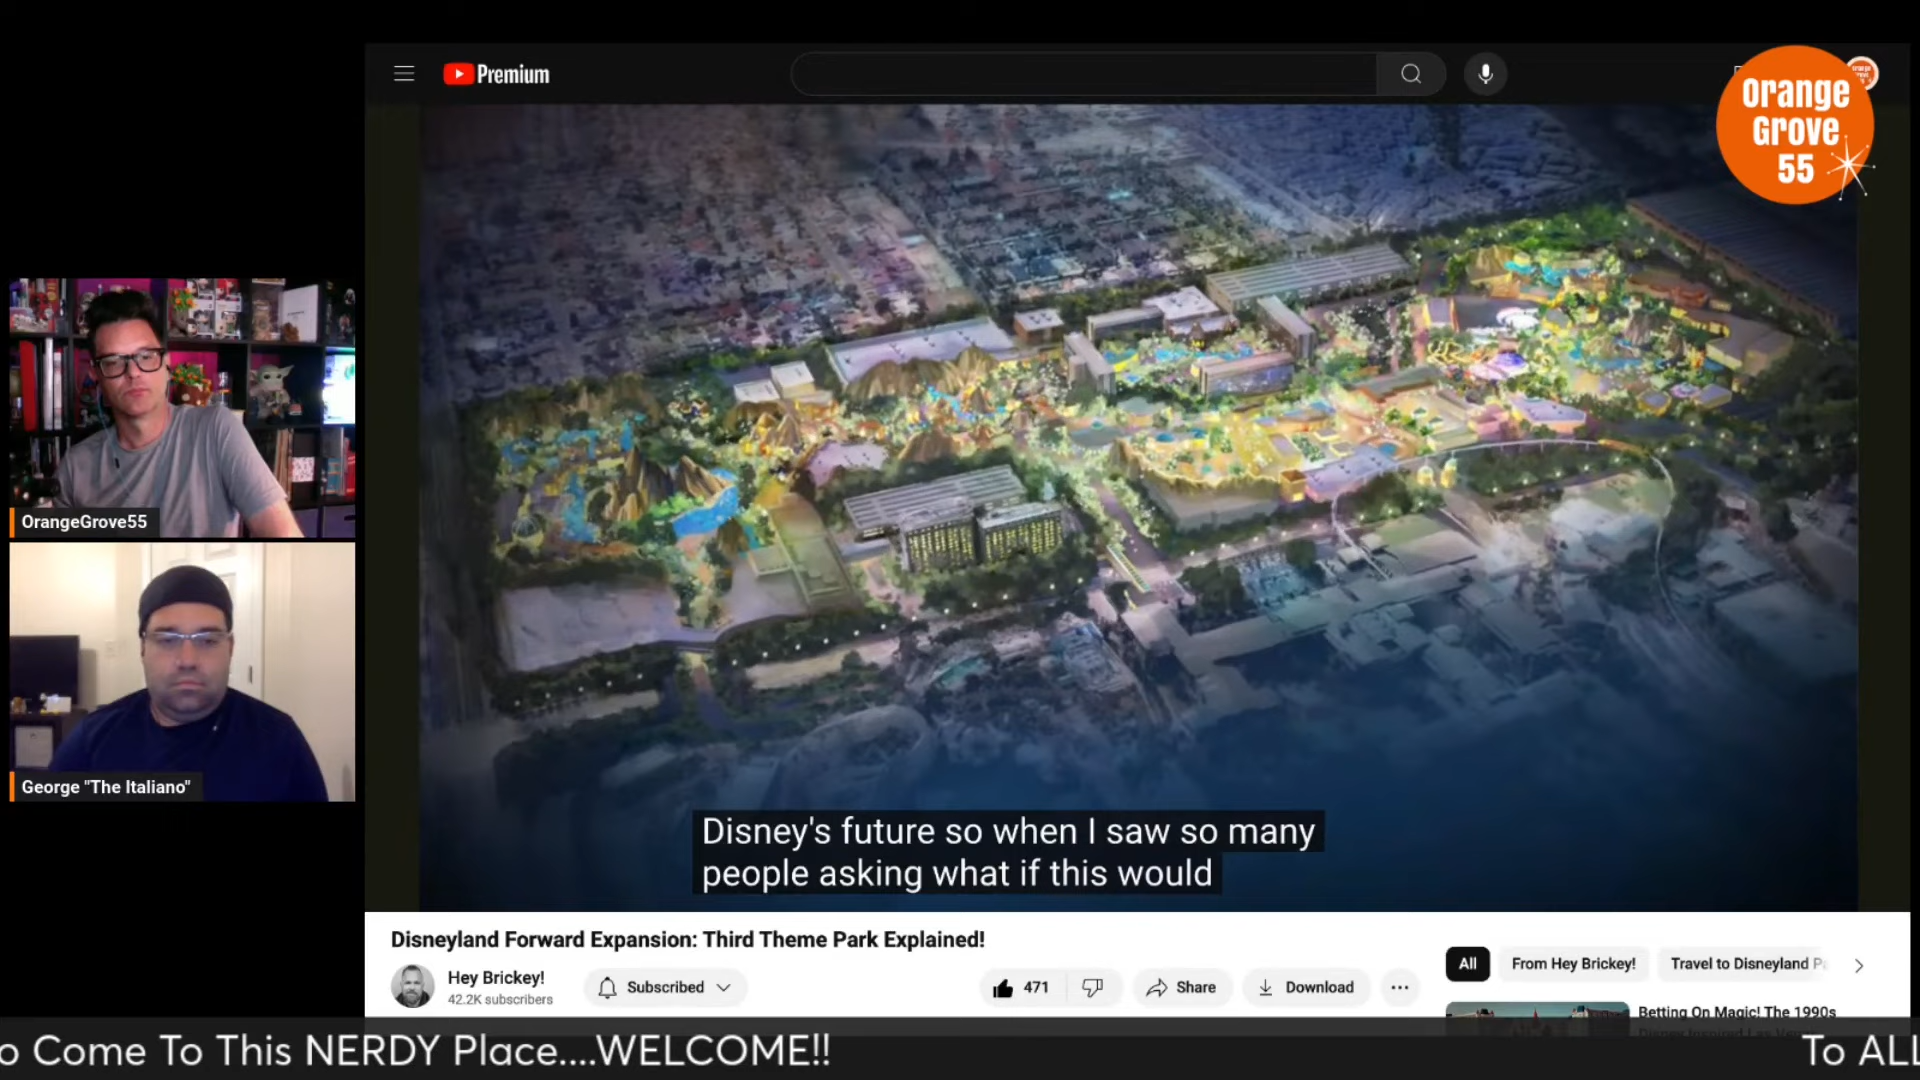 Premium
Orange
Grove
55
OrangeGrove55
George "The Italiano"
Disney's future so when I saw so many
people asking what if this would
Disneyland Forward Expansion: Third Theme Park Explained!
Hey Brickey!
42.2K subscribers
Subscribed
471
Share
Download
All
From Hey Brickey!
Travel to Disneyland P
Betting On Magic! The 1990s
o Come To This NERDY Place....WELCOME!!
To ALL